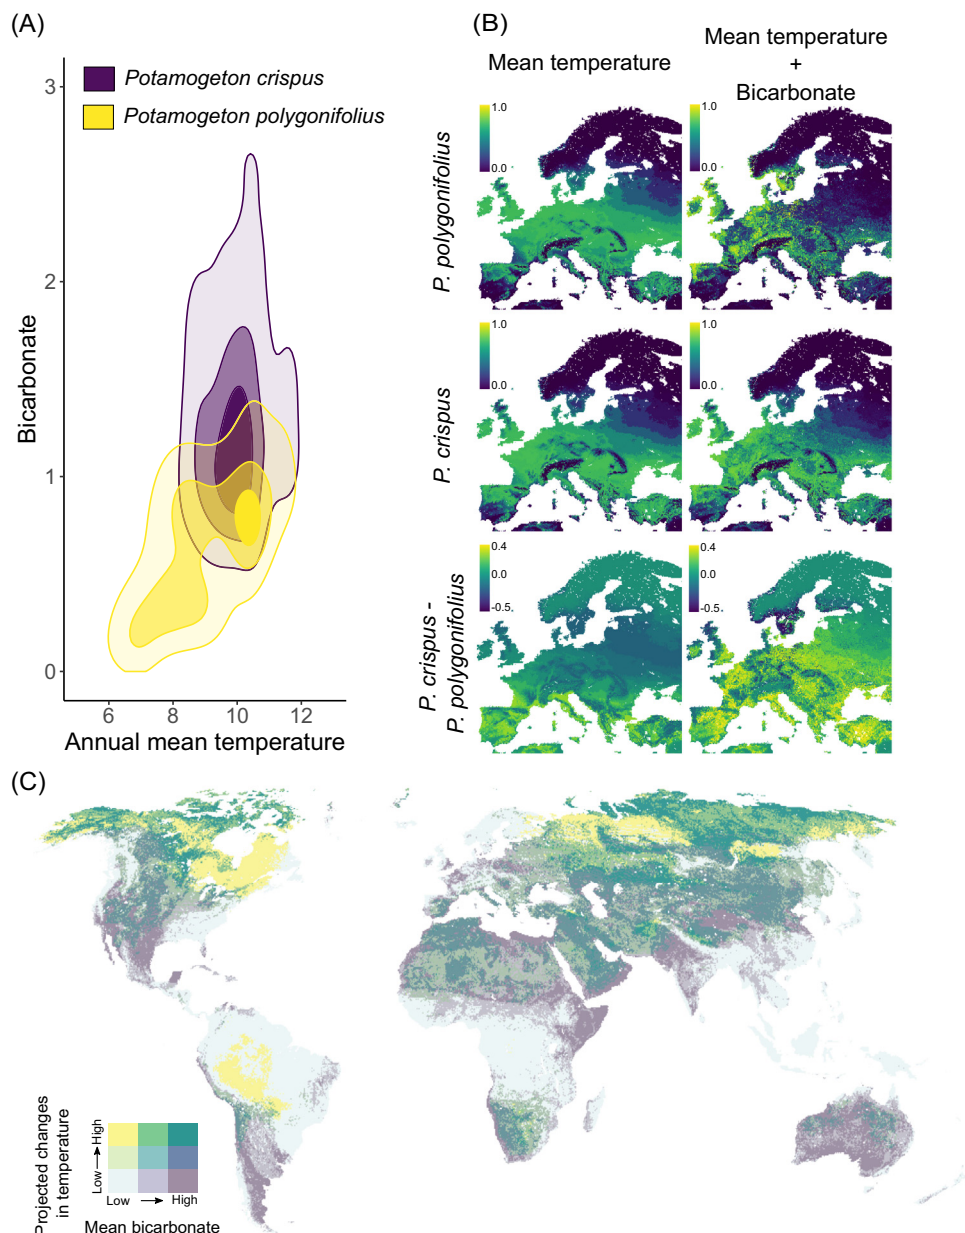 (A)
3
2
1
0
Bicarbonate
Potamogeton crispus
Potamogeton polygonifolius
6 8 10 12
Annual mean temperature
(B)
Mean temperature
Mean temperature
+
Bicarbonate
P. polygonifolius
1.0
0.0
1.0
0.0
P. crispus
1.0
0.0
1.0
0.0
P. crispus -
P. polygonifolius
0.4
0.0
-0.5
0.4
0.0
-0.5
(C)
Projected changes
in temperature
Low High
Low High
Mean bicarbonate